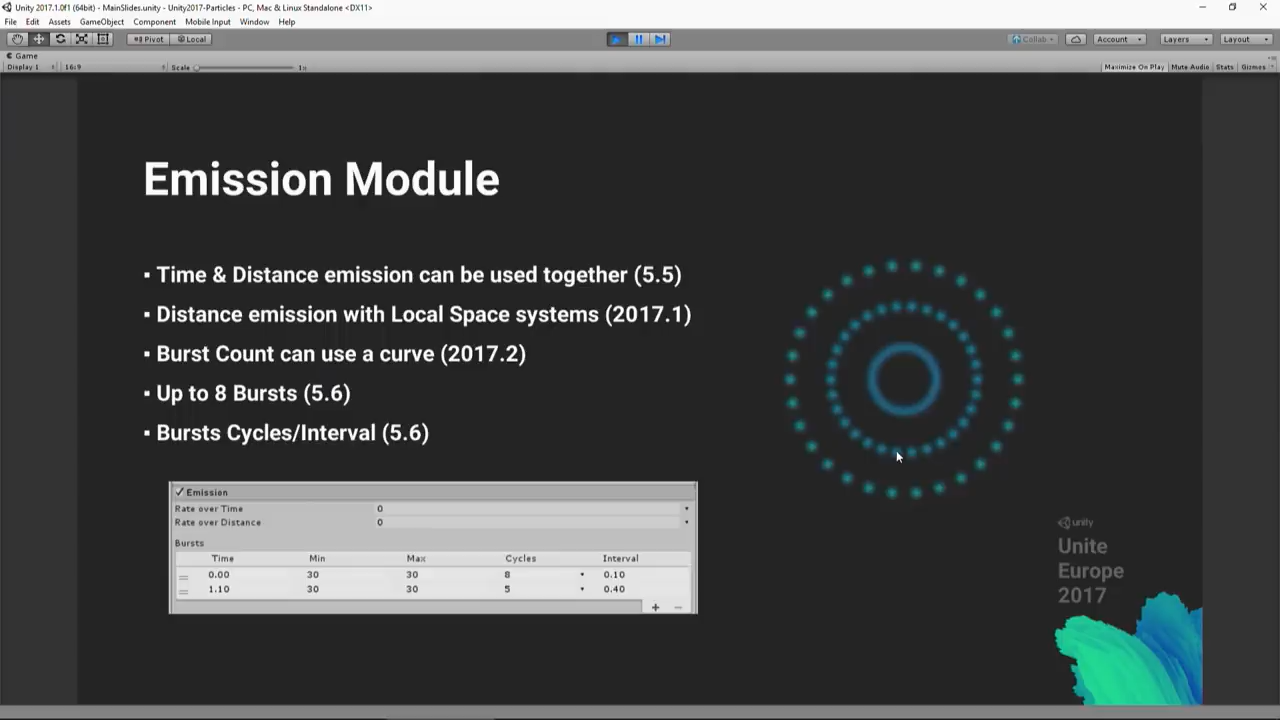 Unity 2017.1.0f1 (64bit) - MainSlides.unity - Unity2017-Particles - PC, Mac & Linux Standalone <DX11>
File Edit Assets GameObject Component Mobile Input Window Help
Pivot Local Collab Account Layers Layout
Game
Display 1 16:9 Scale 1x Maximize On Play Mute Audio Stats Gizmos
Emission Module
▪ Time & Distance emission can be used together (5.5)
▪ Distance emission with Local Space systems (2017.1)
▪ Burst Count can use a curve (2017.2)
▪ Up to 8 Bursts (5.6)
▪ Bursts Cycles/Interval (5.6)
Emission
Rate over Time 0
Rate over Distance 0
Bursts
Time Min Max Cycles Interval
0.00 30 30 8 0.10
1.10 30 30 5 0.40
unity
Unite
Europe
2017